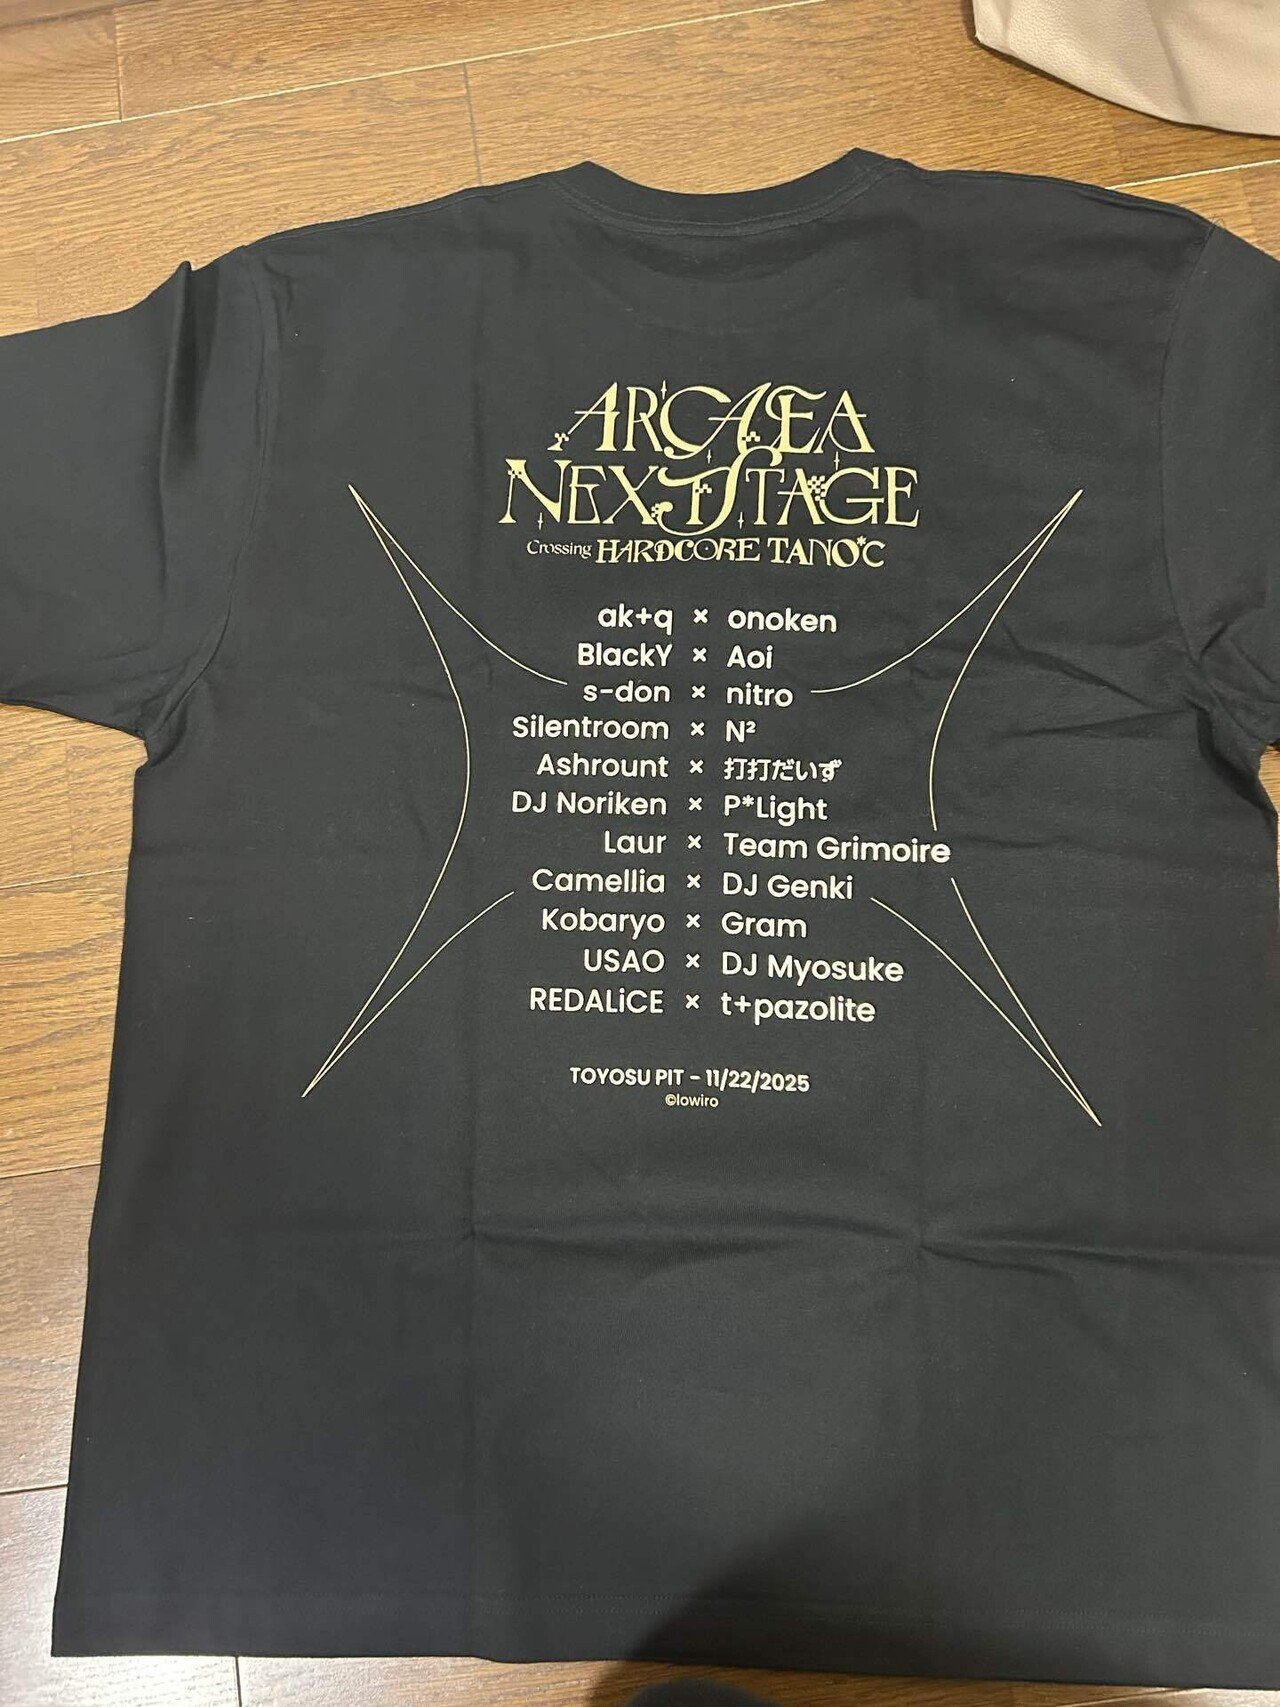 ARCAEA
NEXT STAGE
Crossing HARDCORE TANO*C
ak+q × onoken
BlackY × Aoi
s-don × nitro
Silentroom × N²
Ashrount × 打打だいず
DJ Noriken × P*Light
Laur × Team Grimoire
Camellia × DJ Genki
Kobaryo × Gram
USAO × DJ Myosuke
REDALiCE × t+pazolite
TOYOSU PIT - 11/22/2025
©lowiro